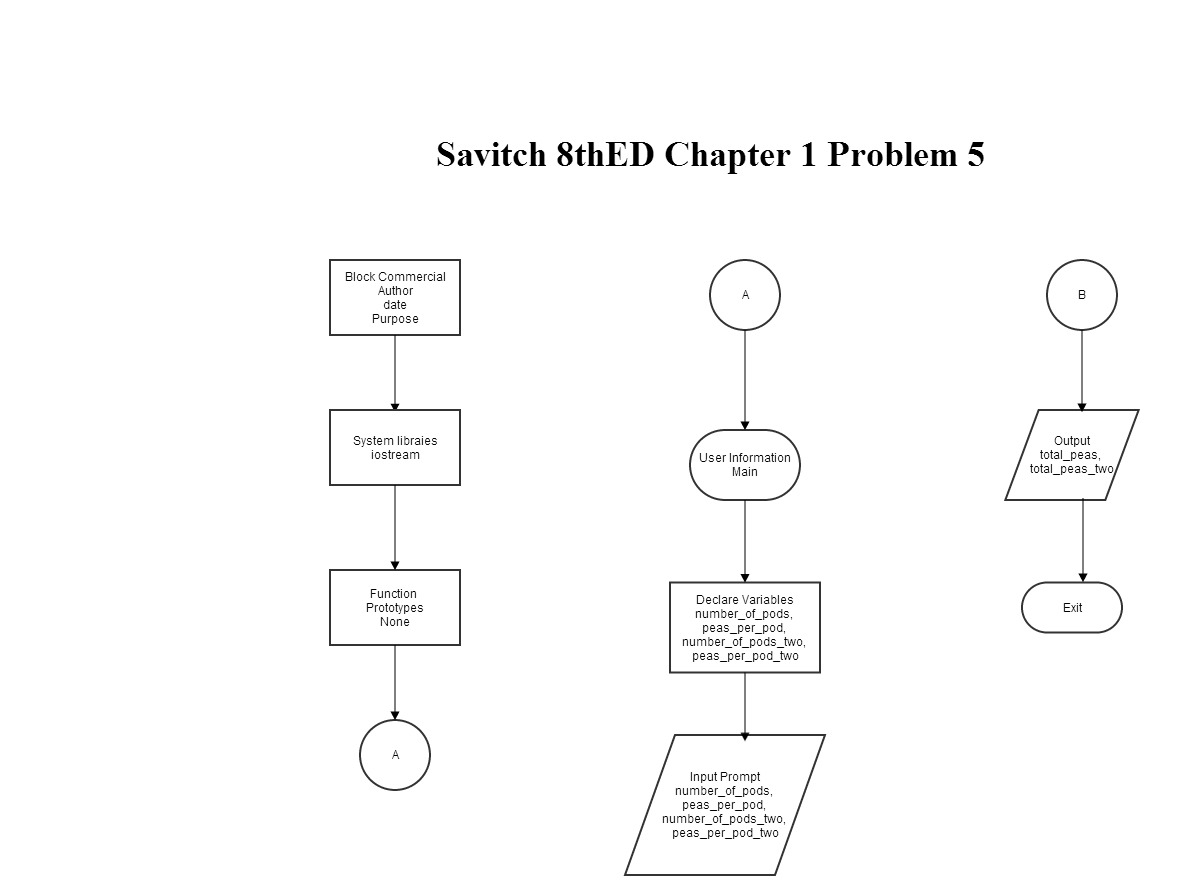 Savitch 8thED Chapter 1 Problem 5
Block Commercial
Author
date
Purpose
System libraies
iostream
Function
Prototypes
None
A
A
User Information
Main
Declare Variables
number_of_pods,
peas_per_pod,
number_of_pods_two,
peas_per_pod_two
Input Prompt
number_of_pods,
peas_per_pod,
number_of_pods_two,
peas_per_pod_two
B
Output
total_peas,
total_peas_two
Exit